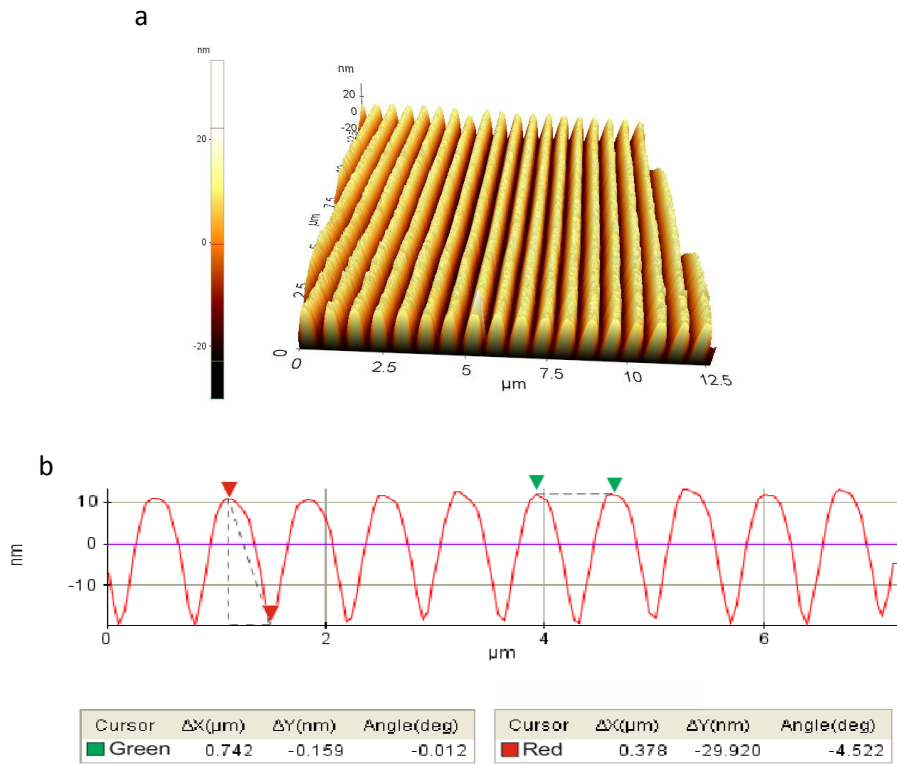 a
nm
20
0
-20
nm
20
0
-20
12.5
10
7.5
μm
5
2.5
0
0
2.5
5
7.5
10
12.5
μm
b
nm
10
0
-10
0
2
4
6
μm
Cursor ΔX(μm) ΔY(nm) Angle(deg)
Green 0.742 -0.159 -0.012
Cursor ΔX(μm) ΔY(nm) Angle(deg)
Red 0.378 -29.920 -4.522